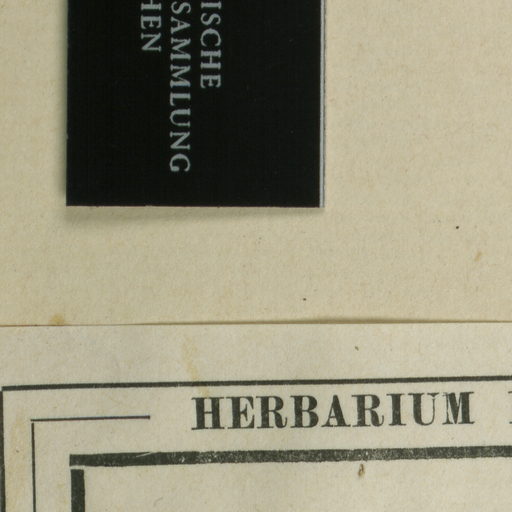 ISCHE
SAMMLUNG
HEN
HERBARIUM